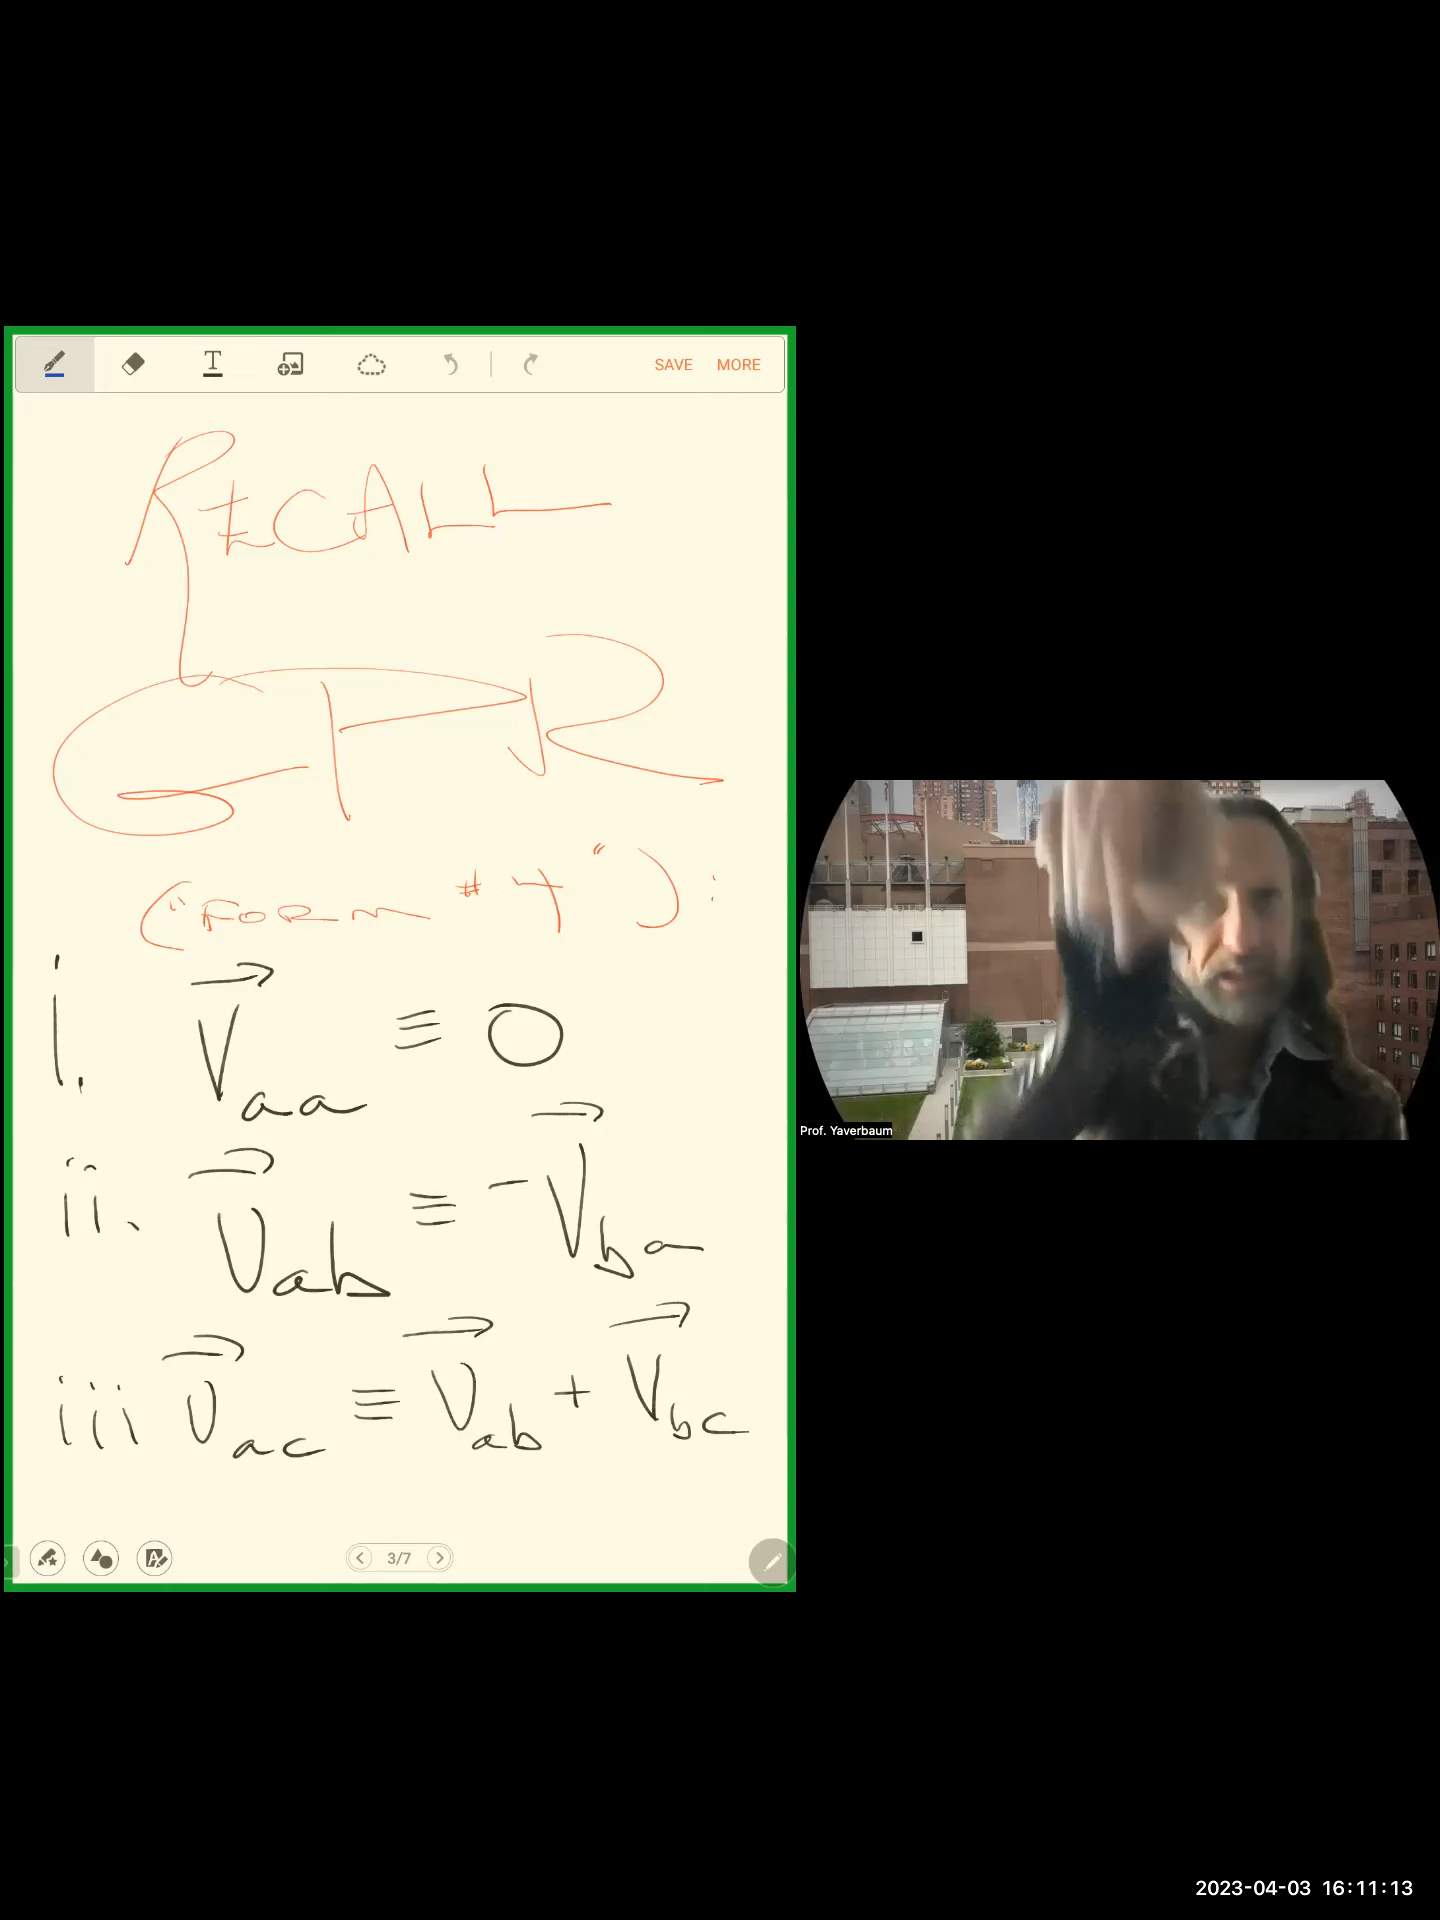 SAVE MORE
RECALL
GPR
("FORM #4"):
i. V⃗aa ≡ 0
ii. V⃗ab ≡ -V⃗ba
iii V⃗ac ≡ V⃗ab + V⃗bc
3/7
Prof. Yaverbaum
2023-04-03 16:11:13